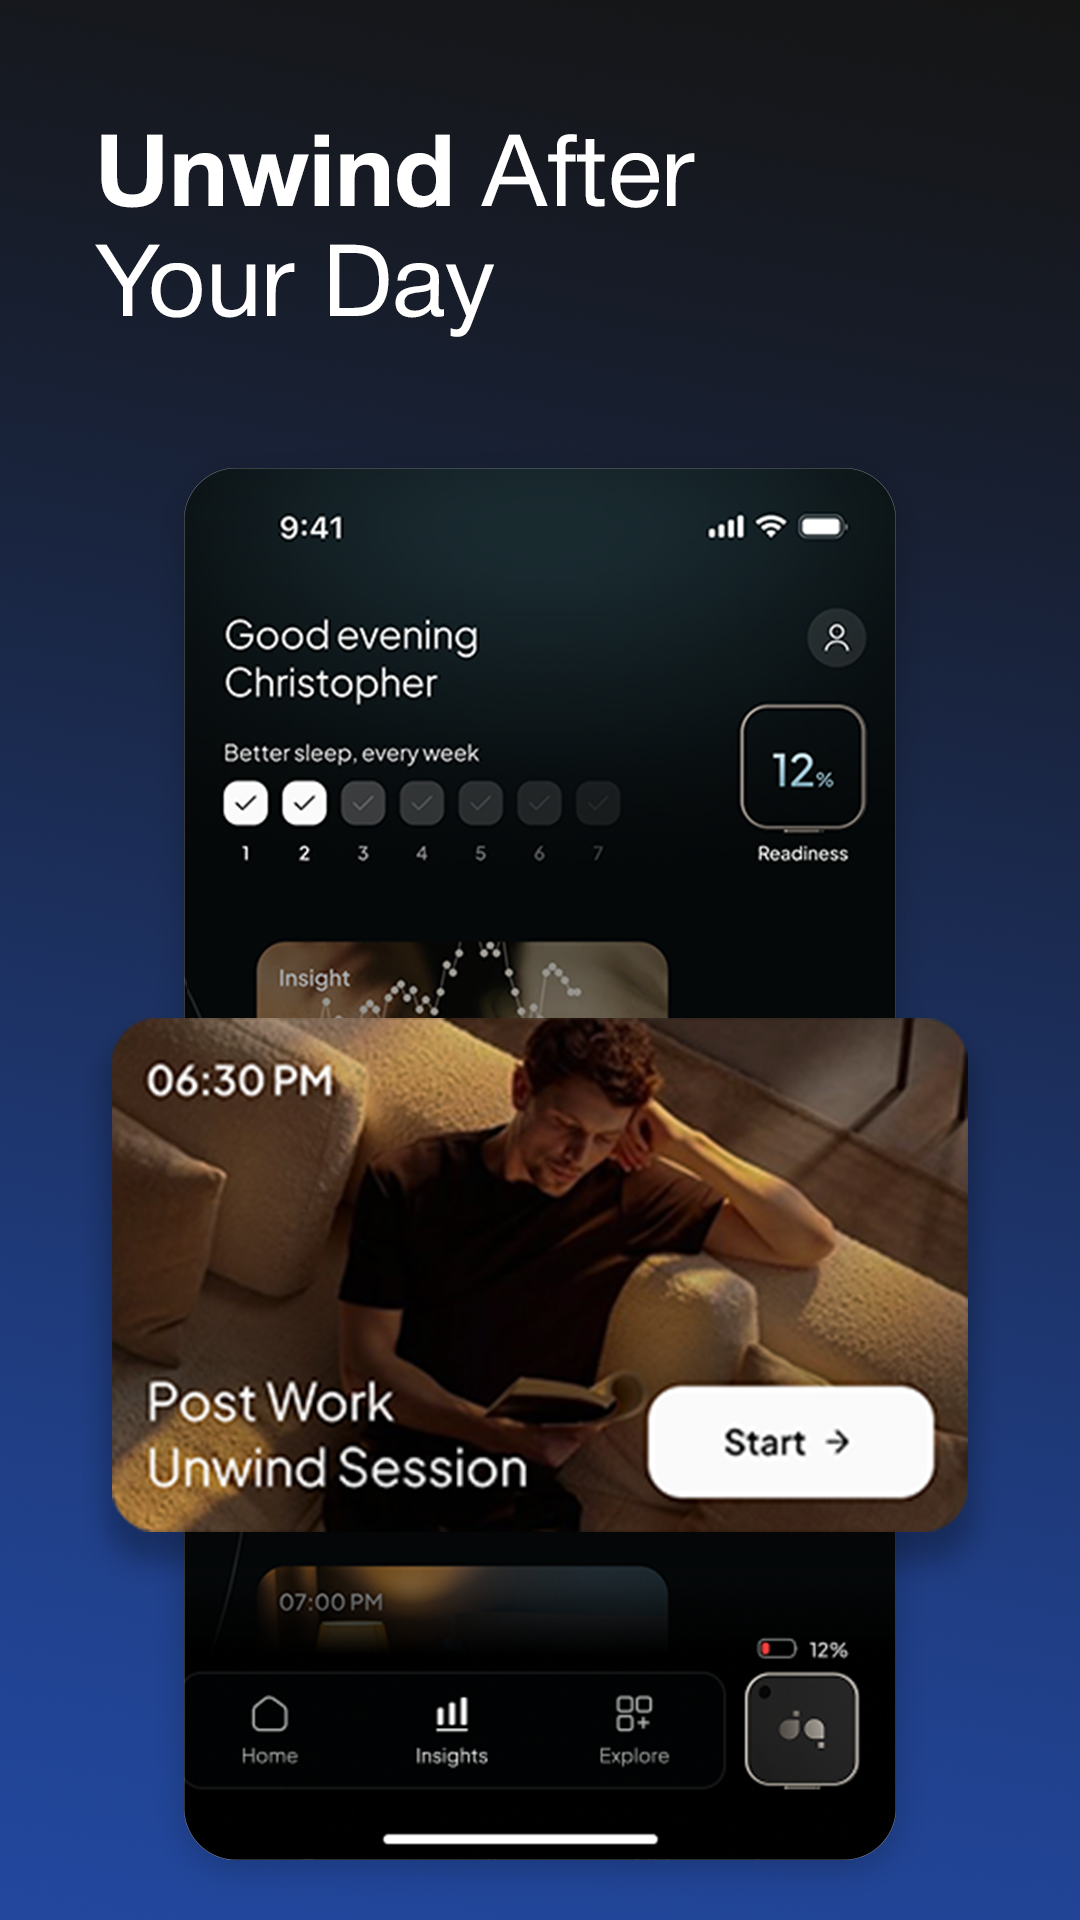 Unwind After
Your Day
9:41
Good evening
Christopher
Better sleep, every week
1 2 3 4 5 6 7
12%
Readiness
Insight
06:30 PM
Post Work
Unwind Session
Start →
07:00 PM
12%
Home Insights Explore